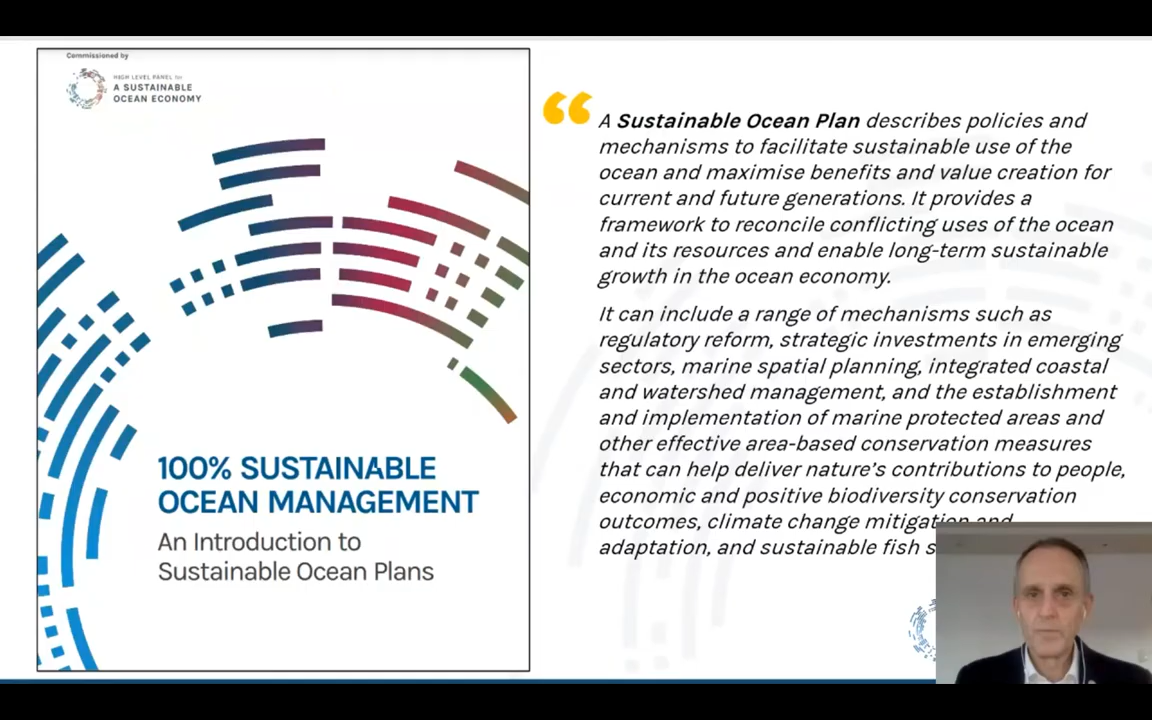 Commissioned by
HIGH LEVEL PANEL for
A SUSTAINABLE
OCEAN ECONOMY
100% SUSTAINABLE
OCEAN MANAGEMENT
An Introduction to
Sustainable Ocean Plans
“
A Sustainable Ocean Plan describes policies and
mechanisms to facilitate sustainable use of the
ocean and maximise benefits and value creation for
current and future generations. It provides a
framework to reconcile conflicting uses of the ocean
and its resources and enable long-term sustainable
growth in the ocean economy.
It can include a range of mechanisms such as
regulatory reform, strategic investments in emerging
sectors, marine spatial planning, integrated coastal
and watershed management, and the establishment
and implementation of marine protected areas and
other effective area-based conservation measures
that can help deliver nature’s contributions to people,
economic and positive biodiversity conservation
outcomes, climate change mitigation and
adaptation, and sustainable fish